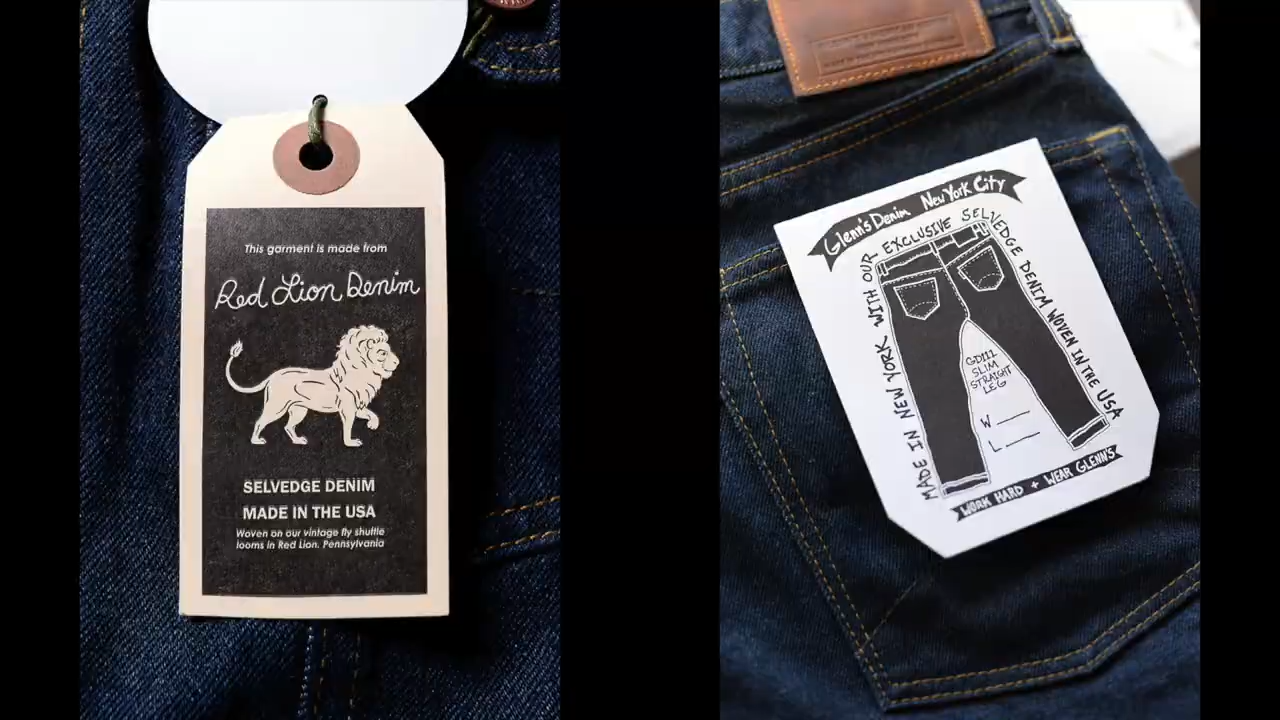 This garment is made from
Red Lion Denim
SELVEDGE DENIM
MADE IN THE USA
Woven on our vintage fly shuttle
looms in Red Lion, Pennsylvania
Glenn's Denim New York City
MADE IN NEW YORK WITH OUR EXCLUSIVE SELVEDGE DENIM WOVEN IN THE USA
GD111
SLIM
STRAIGHT
LEG
W
L
WORK HARD + WEAR GLENN'S